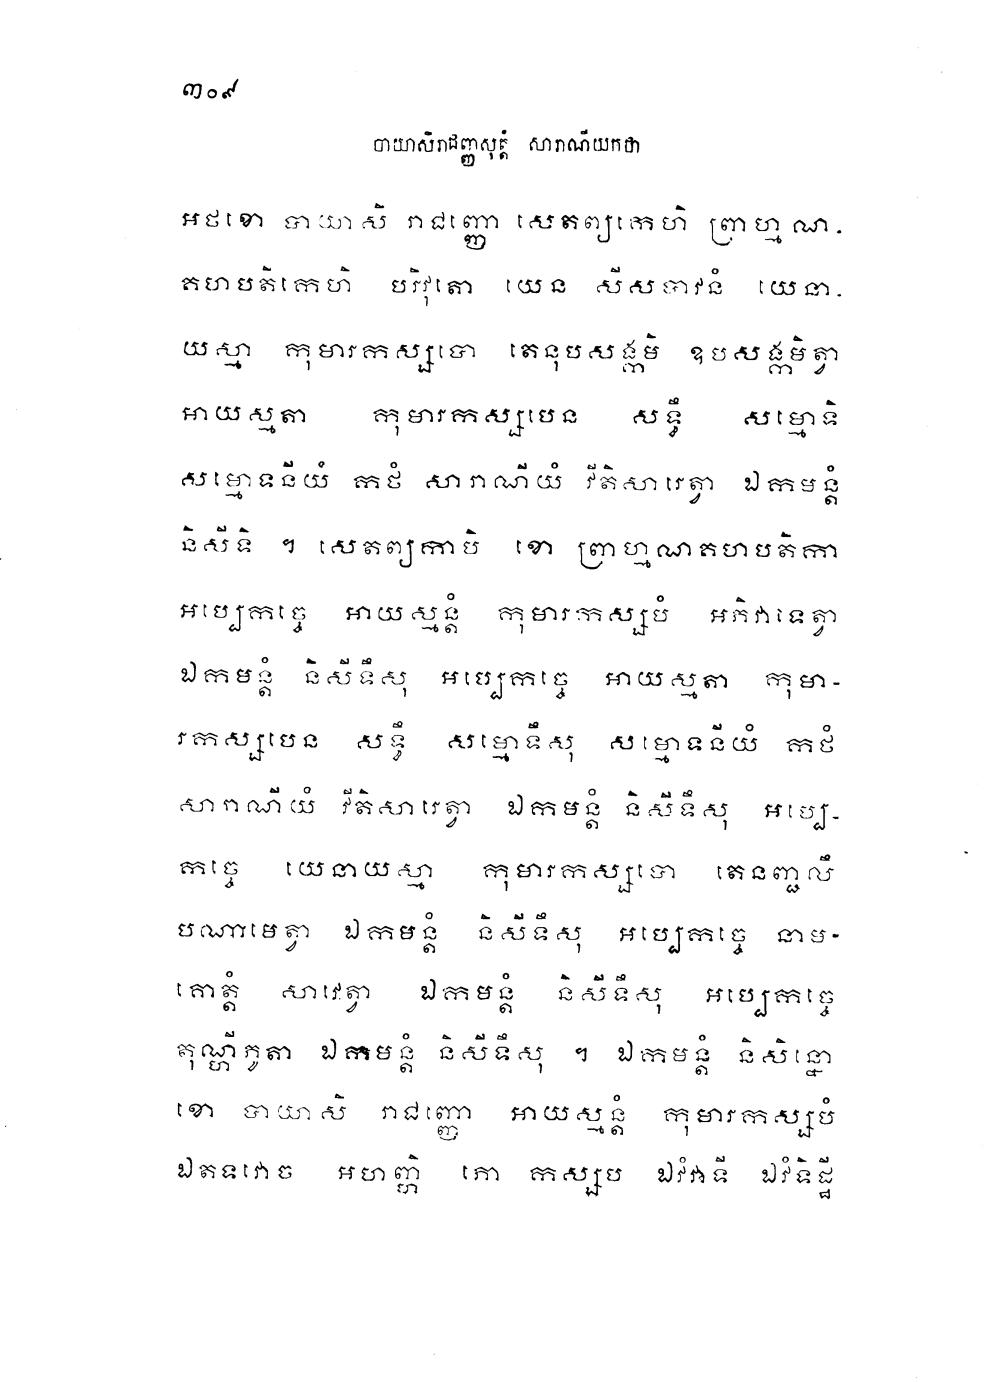 ៣០៩
បាយាសិរាជញ្ញសុត្តំ សារាណីយកថា
អថខោ បាយាសិ រាជញ្ញោ សេតព្យកេហិ ព្រាហ្មណ-
គហបតិកេហិ បរិវុតោ យេន សីសបាវនំ យេនា-
យស្មា កុមារកស្សបោ តេនុបសង្កមិ ឧបសង្កមិត្វា
អាយស្មតា កុមារកស្សបេន សទ្ធឹ សម្មោទិ
សម្មោទនីយំ កថំ សារាណីយំ វីតិសារេត្វា ឯកមន្តំ
និសីទិ ។ សេតព្យកាបិ ខោ ព្រាហ្មណគហបតិកា
អប្បេកច្ចេ អាយស្មន្តំ កុមារកស្សបំ អភិវាទេត្វា
ឯកមន្តំ និសីទឹសុ អប្បេកច្ចេ អាយស្មតា កុមា-
រកស្សបេន សទ្ធឹ សម្មោទឹសុ សម្មោទនីយំ កថំ
សារាណីយំ វីតិសារេត្វា ឯកមន្តំ និសីទឹសុ អប្បេ-
កច្ចេ យេនាយស្មា កុមារកស្សបោ តេនញ្ជលឹ
បណាមេត្វា ឯកមន្តំ និសីទឹសុ អប្បេកច្ចេ នាម-
គោត្តំ សាវេត្វា ឯកមន្តំ និសីទឹសុ អប្បេកច្ចេ
តុណ្ហីភូតា ឯកមន្តំ និសីទឹសុ ។ ឯកមន្តំ និសិន្នោ
ខោ បាយាសិ រាជញ្ញោ អាយស្មន្តំ កុមារកស្សបំ
ឯតទវោច អហញ្ហិ ភោ កស្សប ឯវំវាទី ឯវំទិដ្ឋី